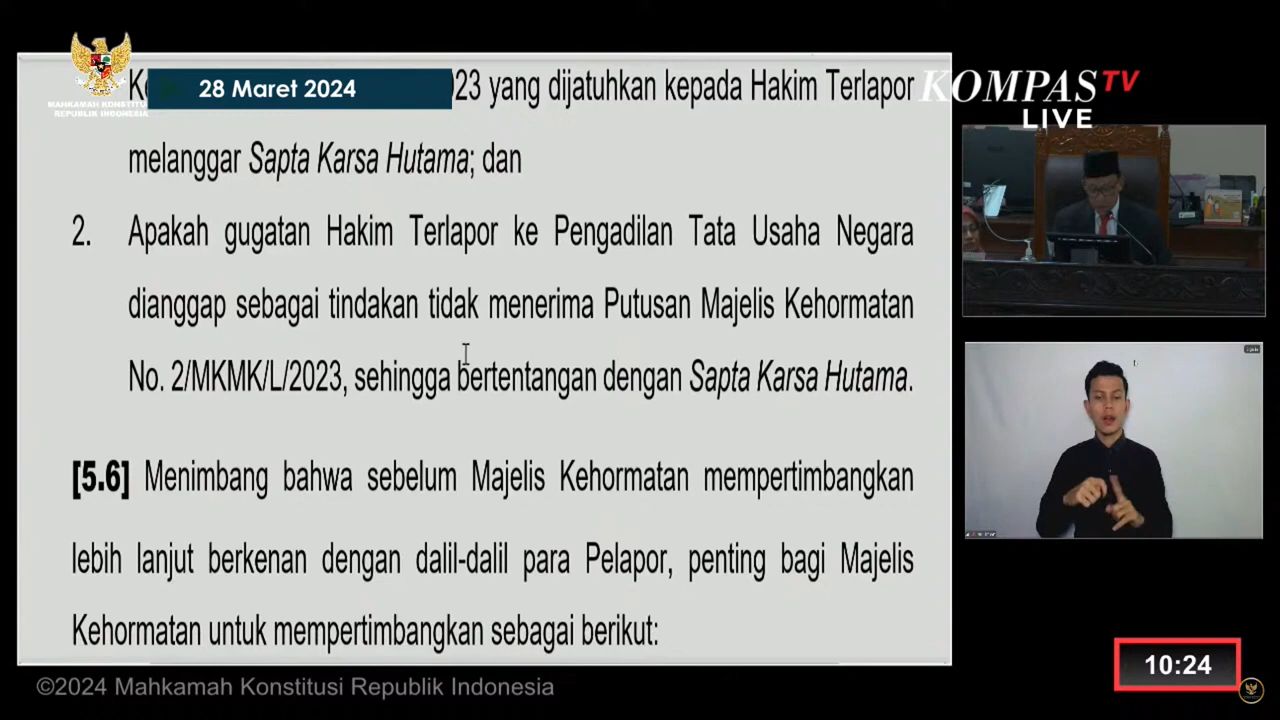 MAHKAMAH KONSTITUSI
REPUBLIK INDONESIA
28 Maret 2024
KOMPAS TV
LIVE
23 yang dijatuhkan kepada Hakim Terlapor
melanggar Sapta Karsa Hutama; dan
2. Apakah gugatan Hakim Terlapor ke Pengadilan Tata Usaha Negara
dianggap sebagai tindakan tidak menerima Putusan Majelis Kehormatan
No. 2/MKMK/L/2023, sehingga bertentangan dengan Sapta Karsa Hutama.
[5.6] Menimbang bahwa sebelum Majelis Kehormatan mempertimbangkan
lebih lanjut berkenan dengan dalil-dalil para Pelapor, penting bagi Majelis
Kehormatan untuk mempertimbangkan sebagai berikut:
10:24
©2024 Mahkamah Konstitusi Republik Indonesia